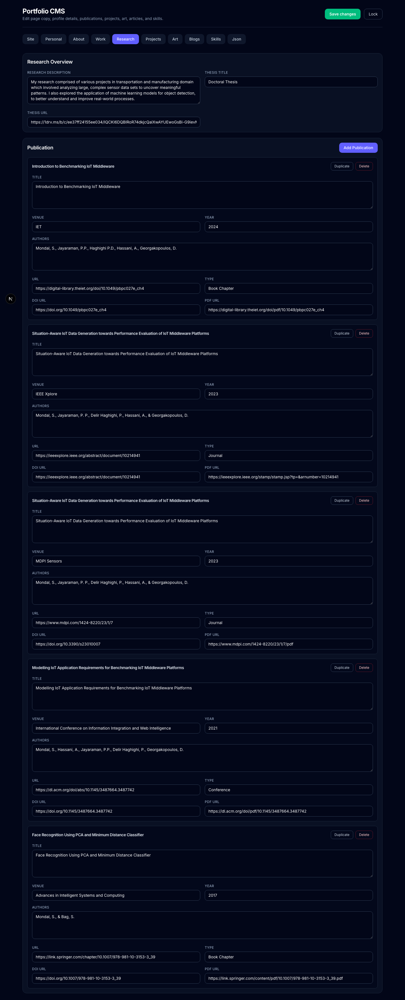 Portfolio CMS
Edit page copy, profile details, publications, projects, art, articles, and skills.
Save changes
Lock
Site
Personal
About
Work
Research
Projects
Art
Blogs
Skills
Json
Research Overview
RESEARCH DESCRIPTION
My research comprised of various projects in transportation and manufacturing domain
which involved analyzing large, complex sensor data sets to uncover meaningful
patterns. I also explored the application of machine learning models for object detection,
to better understand and improve real-world processes.
THESIS TITLE
Doctoral Thesis
THESIS URL
Publication
Add Publication
Introduction to Benchmarking IoT Middleware
Duplicate
Delete
TITLE
Introduction to Benchmarking IoT Middleware
VENUE
IET
YEAR
2024
AUTHORS
Mondal, S., Jayaraman, P.P., Haghighi P.D., Hassani, A., Georgakopoulos, D.
URL
https://digital-library.theiet.org/doi/10.1049/pbpc027e_ch4
TYPE
Book Chapter
DOI URL
https://doi.org/10.1049/pbpc027e_ch4
PDF URL
https://digital-library.theiet.org/doi/pdf/10.1049/pbpc027e_ch4
N
Situation-Aware IoT Data Generation towards Performance Evaluation of IoT Middleware Platforms
Duplicate
Delete
TITLE
Situation-Aware IoT Data Generation towards Performance Evaluation of IoT Middleware Platforms
VENUE
IEEE Xplore
YEAR
2023
AUTHORS
Mondal, S., Jayaraman, P. P., Delir Haghighi, P., Hassani, A., & Georgakopoulos, D.
URL
https://ieeexplore.ieee.org/abstract/document/10214941
TYPE
Journal
DOI URL
https://ieeexplore.ieee.org/abstract/document/10214941
PDF URL
https://ieeexplore.ieee.org/stamp/stamp.jsp?tp=&arnumber=10214941
Situation-Aware IoT Data Generation towards Performance Evaluation of IoT Middleware Platforms
Duplicate
Delete
TITLE
Situation-Aware IoT Data Generation towards Performance Evaluation of IoT Middleware Platforms
VENUE
MDPI Sensors
YEAR
2023
AUTHORS
Mondal, S., Jayaraman, P. P., Delir Haghighi, P., Hassani, A., & Georgakopoulos, D.
URL
https://www.mdpi.com/1424-8220/23/1/7
TYPE
Journal
DOI URL
https://doi.org/10.3390/s23010007
PDF URL
https://www.mdpi.com/1424-8220/23/1/7/pdf
Modelling IoT Application Requirements for Benchmarking IoT Middleware Platforms
Duplicate
Delete
TITLE
Modelling IoT Application Requirements for Benchmarking IoT Middleware Platforms
VENUE
International Conference on Information Integration and Web Intelligence
YEAR
2021
AUTHORS
Mondal, S., Hassani, A., Jayaraman, P.P., Delir Haghighi, P., Georgakopoulos, D.
URL
https://dl.acm.org/doi/abs/10.1145/3487664.3487742
TYPE
Conference
DOI URL
https://doi.org/10.1145/3487664.3487742
PDF URL
https://dl.acm.org/doi/pdf/10.1145/3487664.3487742
Face Recognition Using PCA and Minimum Distance Classifier
Duplicate
Delete
TITLE
Face Recognition Using PCA and Minimum Distance Classifier
VENUE
Advances in Intelligent Systems and Computing
YEAR
2017
AUTHORS
Mondal, S., & Bag, S.
URL
https://link.springer.com/chapter/10.1007/978-981-10-3153-3_39
TYPE
Book Chapter
DOI URL
https://doi.org/10.1007/978-981-10-3153-3_39
PDF URL
https://link.springer.com/content/pdf/10.1007/978-981-10-3153-3_39.pdf